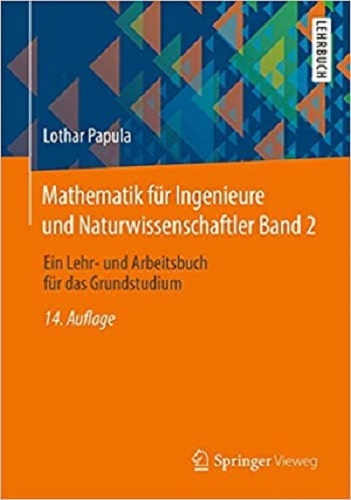 LEHRBUCH
Lothar Papula
Mathematik für Ingenieure
und Naturwissenschaftler Band 2
Ein Lehr- und Arbeitsbuch
für das Grundstudium
14. Auflage
Springer Vieweg